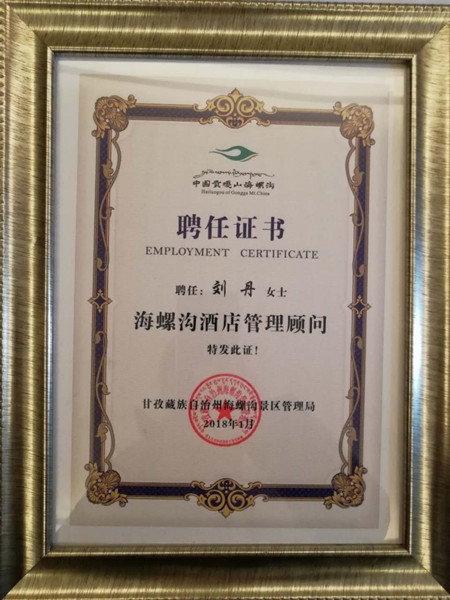 中国贡嘎山海螺沟
Hailuogou of Gongga Mt.China
聘任证书
EMPLOYMENT CERTIFICATE
聘任：刘丹 女士
海螺沟酒店管理顾问
特发此证！
甘孜藏族自治州海螺沟景区管理局
2018年1月